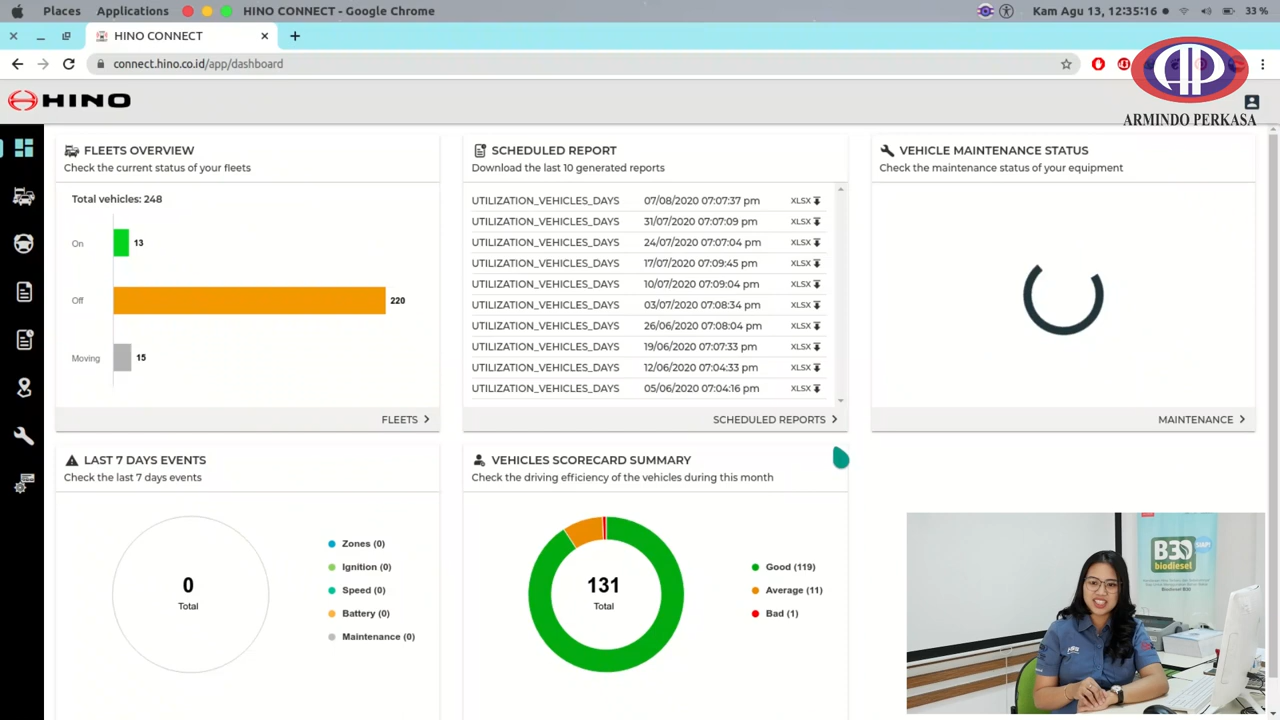 Places Applications HINO CONNECT - Google Chrome Kam Agu 13, 12:35:16 33 %
HINO CONNECT
connect.hino.co.id/app/dashboard
HINO
ARMINDO PERKASA
FLEETS OVERVIEW
Check the current status of your fleets
Total vehicles: 248
On 13
Off 220
Moving 15
FLEETS
SCHEDULED REPORT
Download the last 10 generated reports
UTILIZATION_VEHICLES_DAYS 07/08/2020 07:07:37 pm XLSX
UTILIZATION_VEHICLES_DAYS 31/07/2020 07:07:09 pm XLSX
UTILIZATION_VEHICLES_DAYS 24/07/2020 07:07:04 pm XLSX
UTILIZATION_VEHICLES_DAYS 17/07/2020 07:09:45 pm XLSX
UTILIZATION_VEHICLES_DAYS 10/07/2020 07:09:04 pm XLSX
UTILIZATION_VEHICLES_DAYS 03/07/2020 07:08:34 pm XLSX
UTILIZATION_VEHICLES_DAYS 26/06/2020 07:08:04 pm XLSX
UTILIZATION_VEHICLES_DAYS 19/06/2020 07:07:33 pm XLSX
UTILIZATION_VEHICLES_DAYS 12/06/2020 07:04:33 pm XLSX
UTILIZATION_VEHICLES_DAYS 05/06/2020 07:04:16 pm XLSX
SCHEDULED REPORTS
VEHICLE MAINTENANCE STATUS
Check the maintenance status of your equipment
MAINTENANCE
LAST 7 DAYS EVENTS
Check the last 7 days events
0
Total
Zones (0)
Ignition (0)
Speed (0)
Battery (0)
Maintenance (0)
VEHICLES SCORECARD SUMMARY
Check the driving efficiency of the vehicles during this month
131
Total
Good (119)
Average (11)
Bad (1)
B30
biodiesel
Biodiesel B30